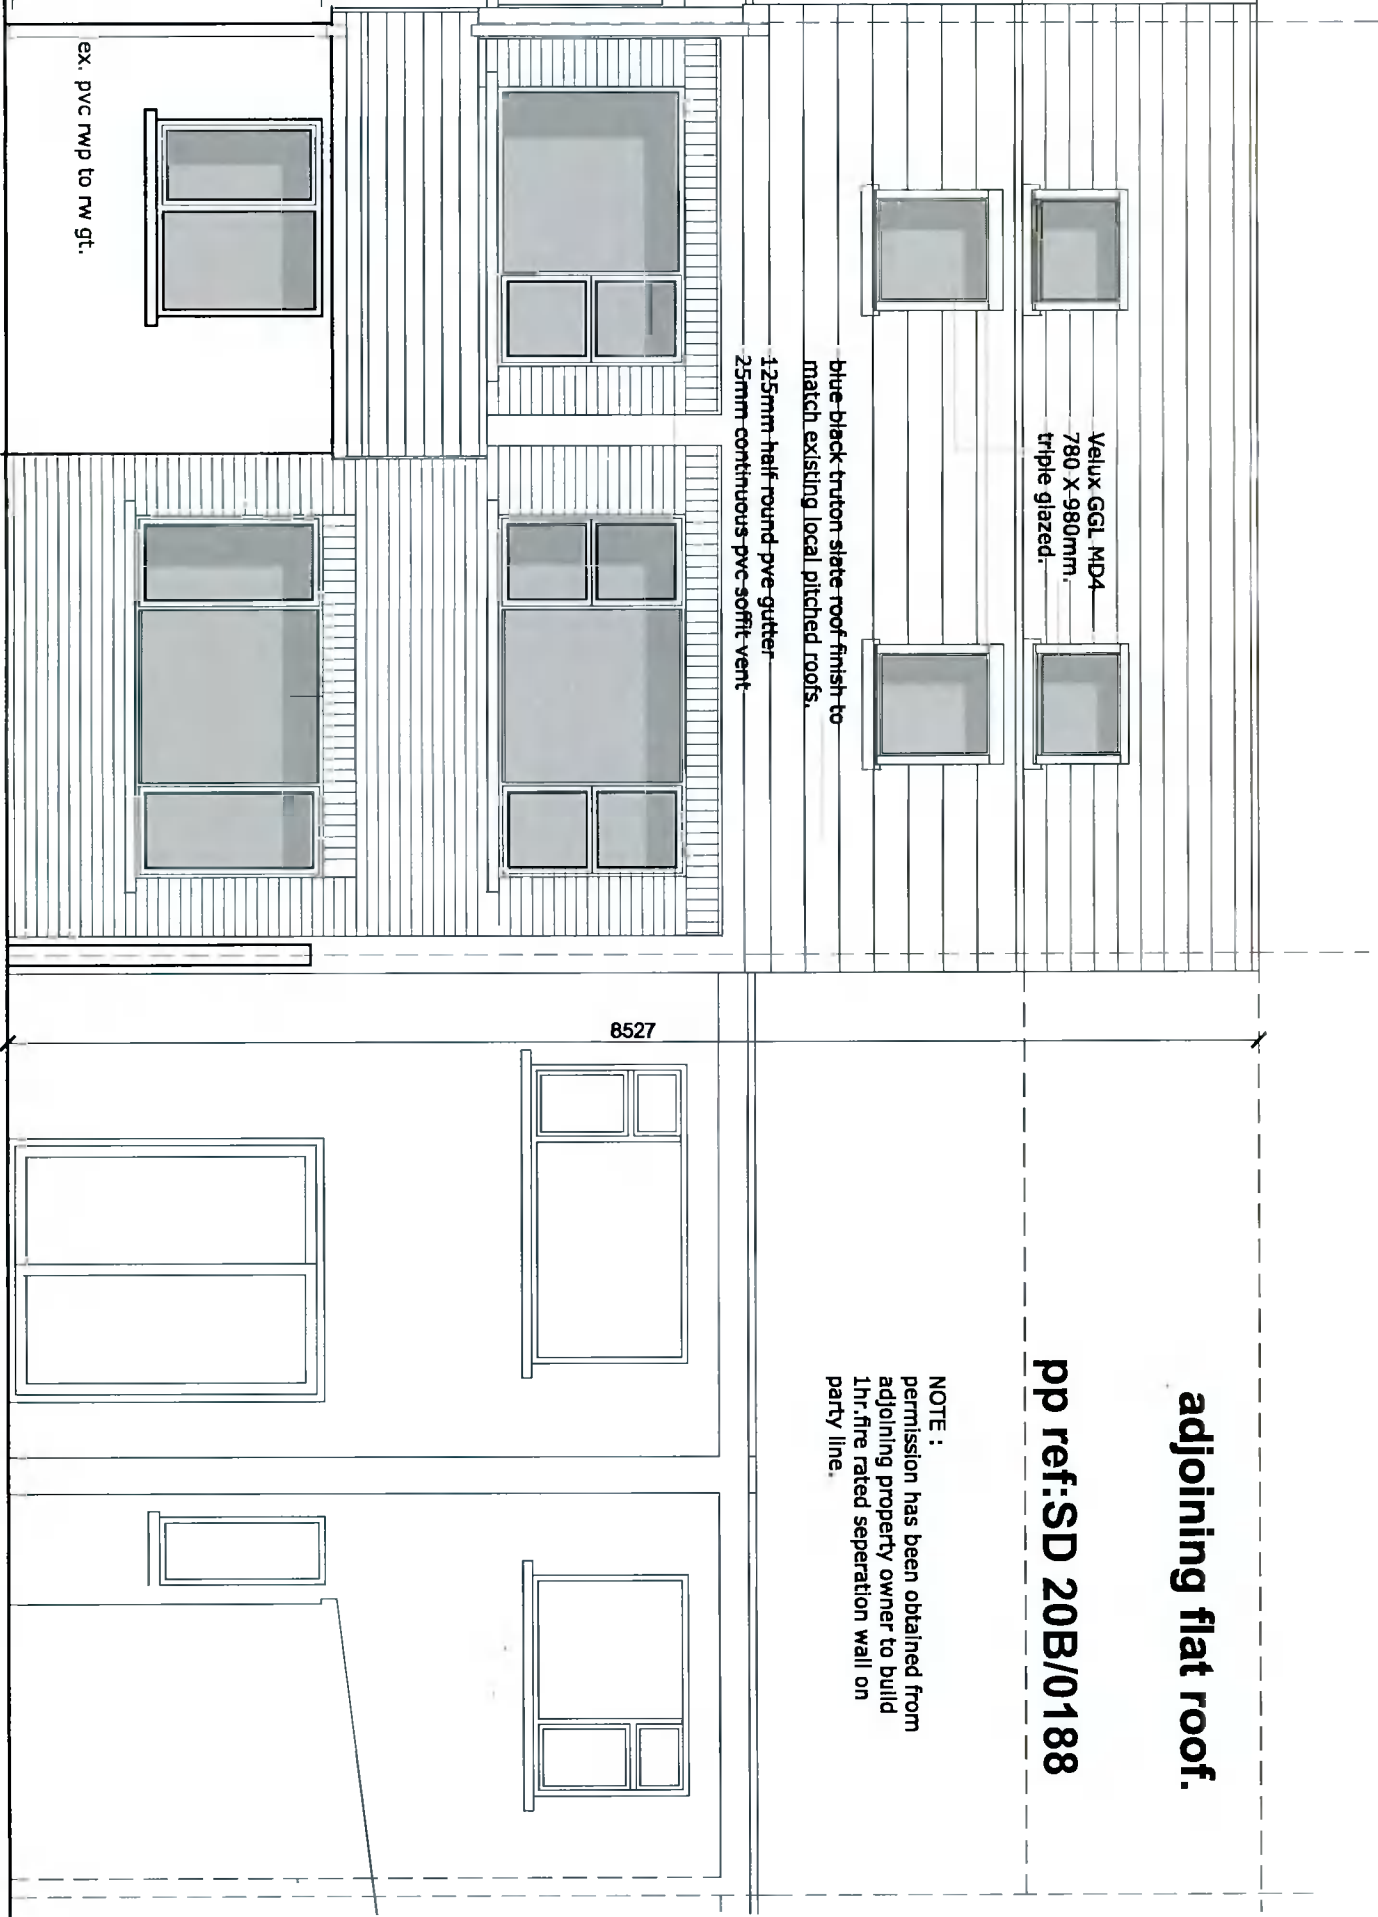 adjoining flat roof.
pp ref:SD 20B/0188
Velux GGL MD4
780 X 980mm.
triple glazed.
NOTE :
permission has been obtained from
adjoining property owner to build
1hr.fire rated seperation wall on
party line.
blue black truton slate roof finish to
match existing local pitched roofs.
125mm half round pvc gutter
25mm continuous pvc soffit vent
8527
ex. pvc rwp to rw gt.